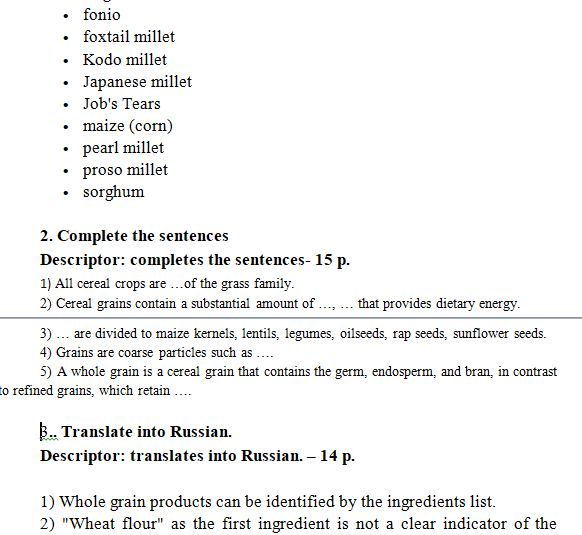 • fonio
• foxtail millet
• Kodo millet
• Japanese millet
• Job's Tears
• maize (corn)
• pearl millet
• proso millet
• sorghum
2. Complete the sentences
Descriptor: completes the sentences- 15 p.
1) All cereal crops are …of the grass family.
2) Cereal grains contain a substantial amount of …, … that provides dietary energy.
3) … are divided to maize kernels, lentils, legumes, oilseeds, rap seeds, sunflower seeds.
4) Grains are coarse particles such as ….
5) A whole grain is a cereal grain that contains the germ, endosperm, and bran, in contrast
to refined grains, which retain ….
3.. Translate into Russian.
Descriptor: translates into Russian. – 14 p.
1) Whole grain products can be identified by the ingredients list.
2) "Wheat flour" as the first ingredient is not a clear indicator of the